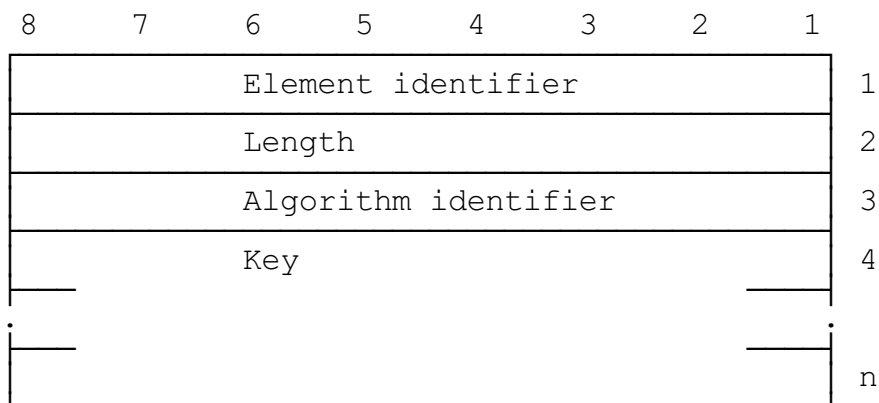 8 7 6 5 4 3 2 1
Element identifier 1
Length 2
Algorithm identifier 3
Key 4
n